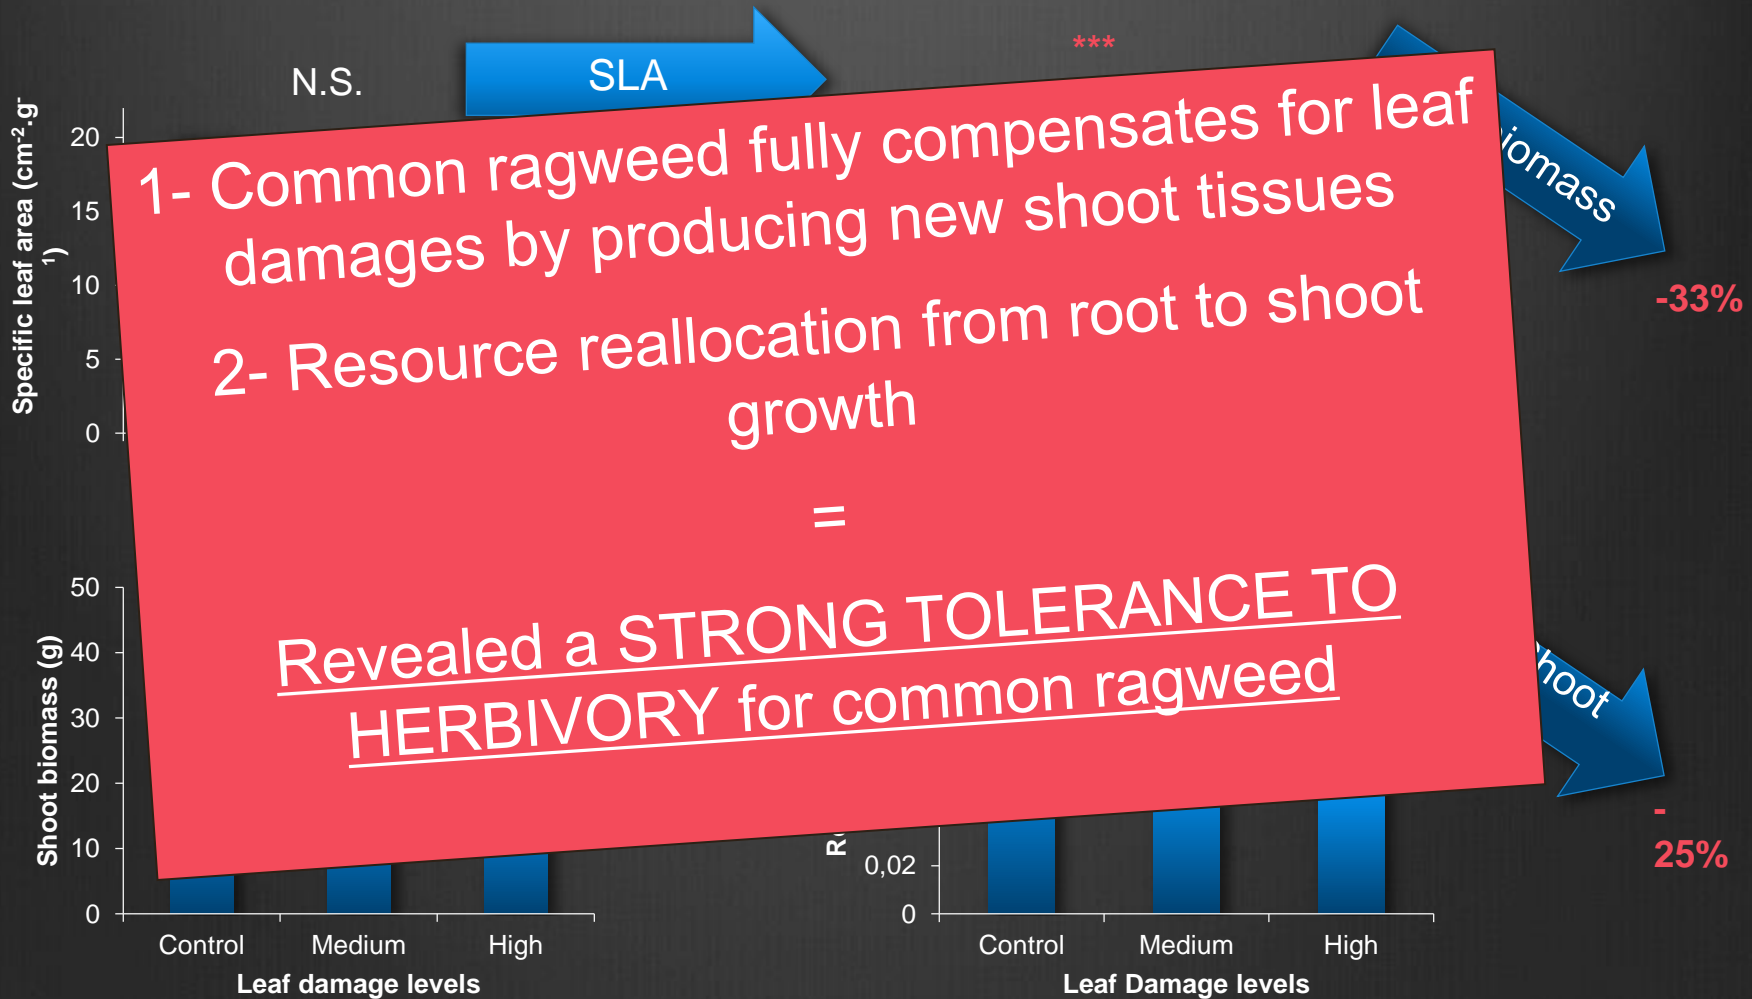 N.S.
SLA
***
Specific leaf area (cm-2.g-
1)
20
15
10
5
0
-33%
1- Common ragweed fully compensates for leaf
damages by producing new shoot tissues
2- Resource reallocation from root to shoot
growth
=
Revealed a STRONG TOLERANCE TO
HERBIVORY for common ragweed
Shoot biomass (g)
50
40
30
20
10
0
Control Medium High
Leaf damage levels
0,02
0
Control Medium High
Leaf Damage levels
-
25%